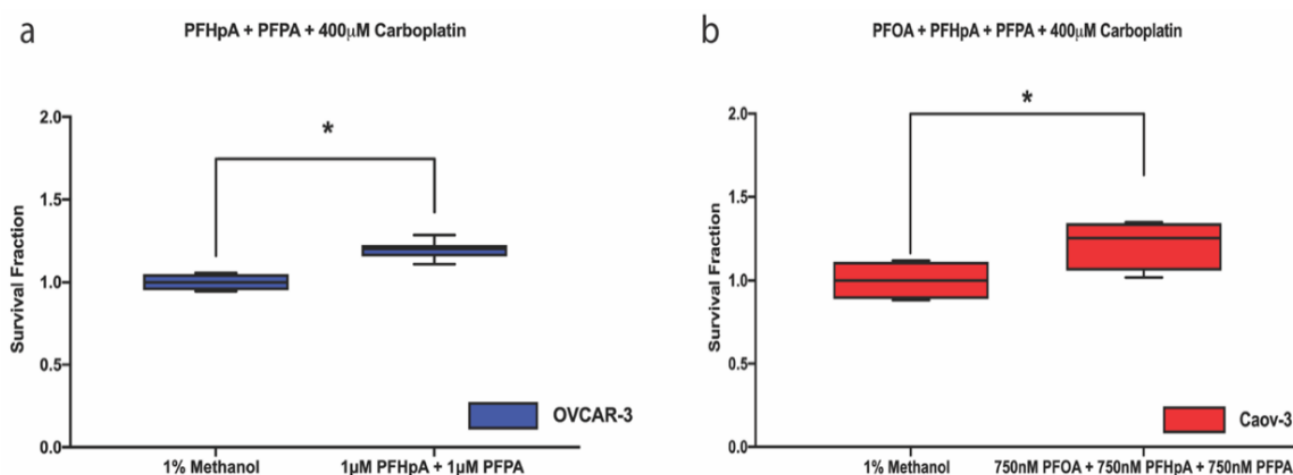 a
PFHpA + PFPA + 400μM Carboplatin
*
Survival Fraction
2.0
1.5
1.0
0.5
0.0
OVCAR-3
1% Methanol
1μM PFHpA + 1μM PFPA
b
PFOA + PFHpA + PFPA + 400μM Carboplatin
*
Survival Fraction
2.0
1.5
1.0
0.5
0.0
Caov-3
1% Methanol
750nM PFOA + 750nM PFHpA + 750nM PFPA